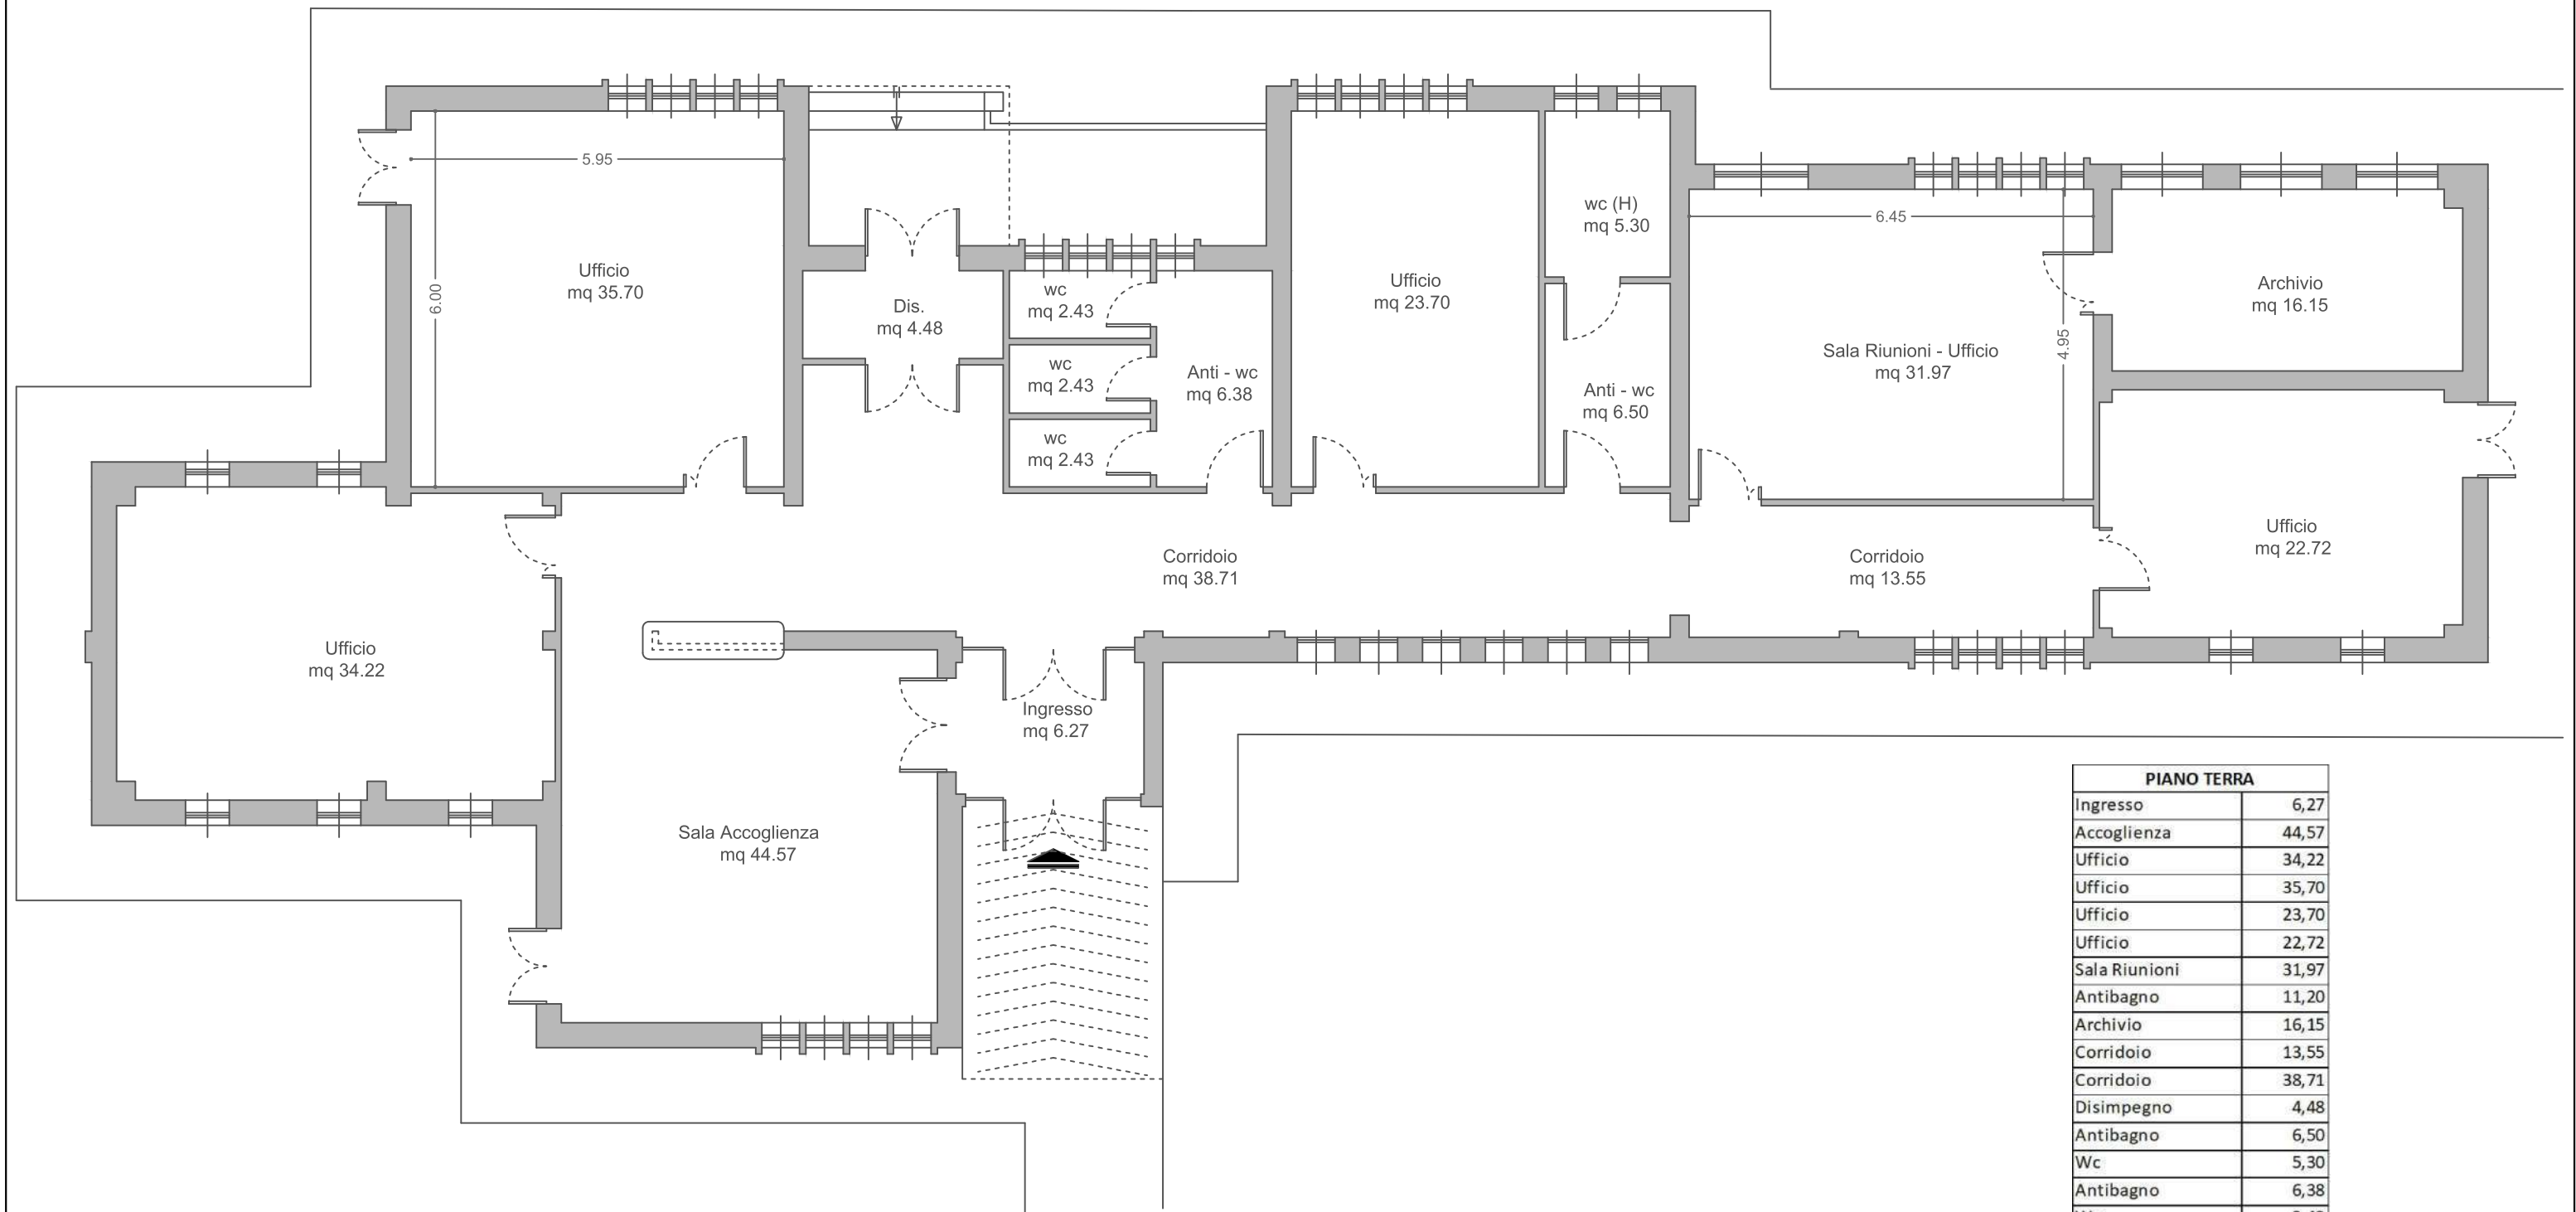 5.95
6.00
Ufficio
mq 35.70
Dis.
mq 4.48
wc
mq 2.43
wc
mq 2.43
wc
mq 2.43
Anti - wc
mq 6.38
Ufficio
mq 23.70
wc (H)
mq 5.30
Anti - wc
mq 6.50
6.45
4.95
Sala Riunioni - Ufficio
mq 31.97
Archivio
mq 16.15
Ufficio
mq 22.72
Corridoio
mq 38.71
Corridoio
mq 13.55
Ufficio
mq 34.22
Ingresso
mq 6.27
Sala Accoglienza
mq 44.57
PIANO TERRA
Ingresso 6,27
Accoglienza 44,57
Ufficio 34,22
Ufficio 35,70
Ufficio 23,70
Ufficio 22,72
Sala Riunioni 31,97
Antibagno 11,20
Archivio 16,15
Corridoio 13,55
Corridoio 38,71
Disimpegno 4,48
Antibagno 6,50
Wc 5,30
Antibagno 6,38